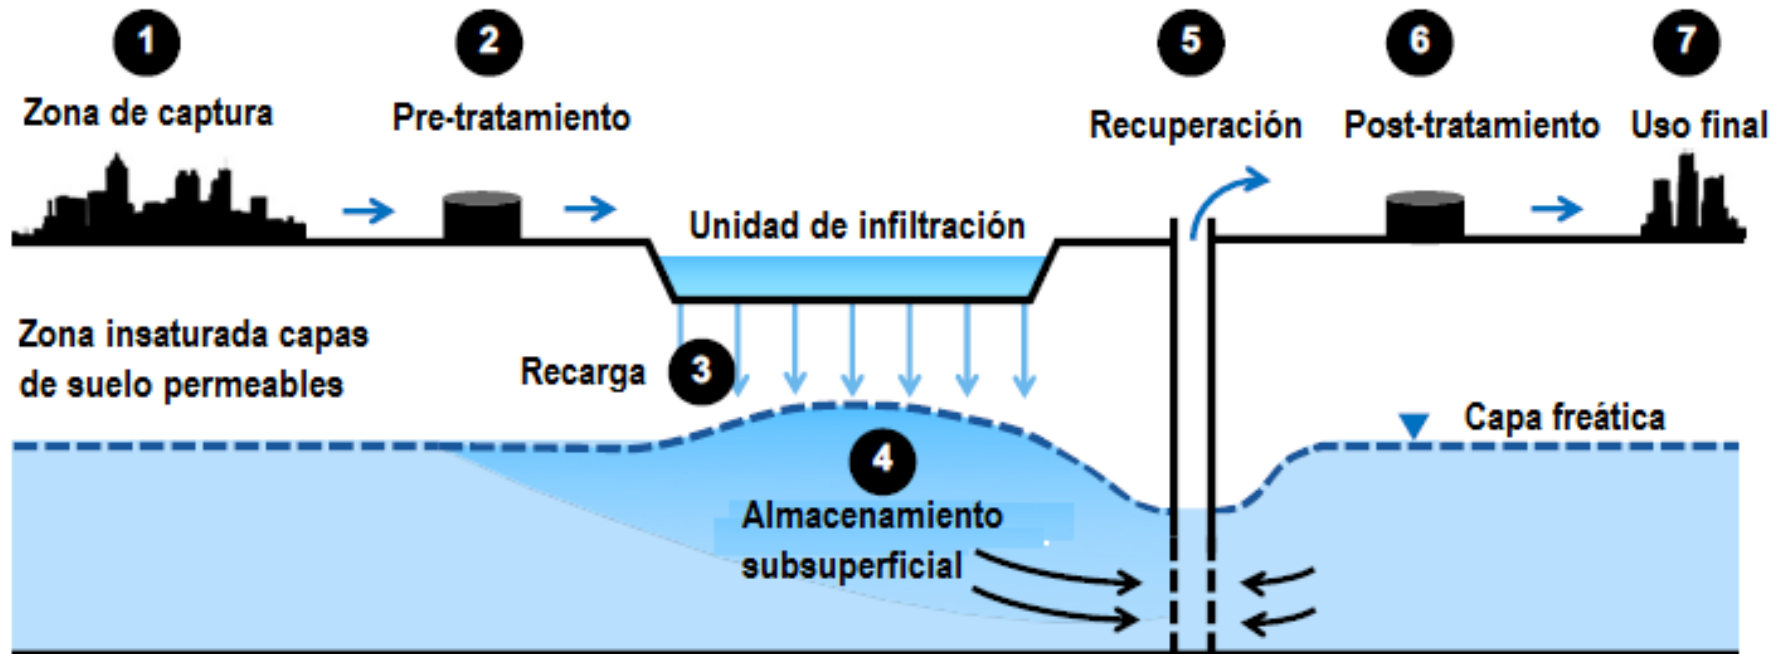 1
Zona de captura
2
Pre-tratamiento
5
Recuperación
6
Post-tratamiento
7
Uso final
Unidad de infiltración
Zona insaturada capas
de suelo permeables
Recarga
3
4
Almacenamiento
subsuperficial
Capa freática